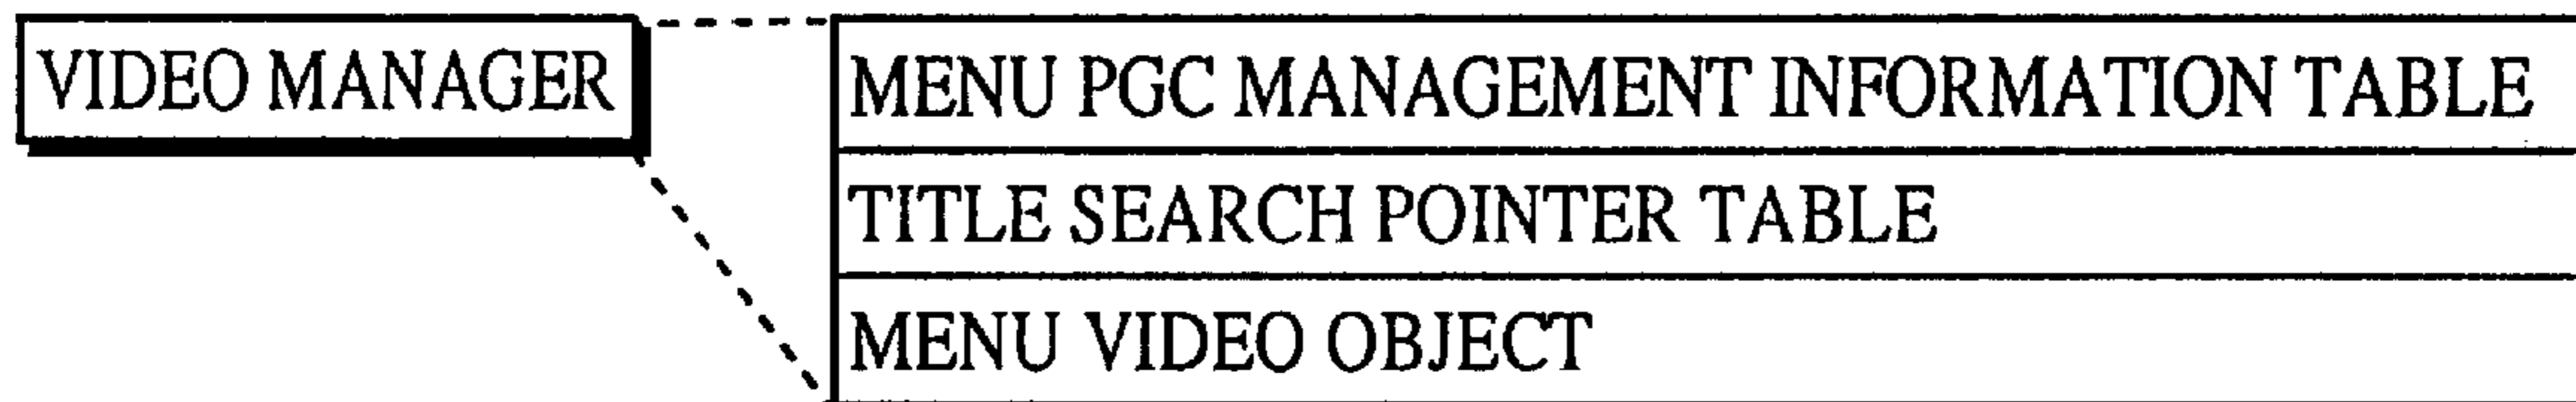 VIDEO MANAGER
MENU PGC MANAGEMENT INFORMATION TABLE
TITLE SEARCH POINTER TABLE
MENU VIDEO OBJECT